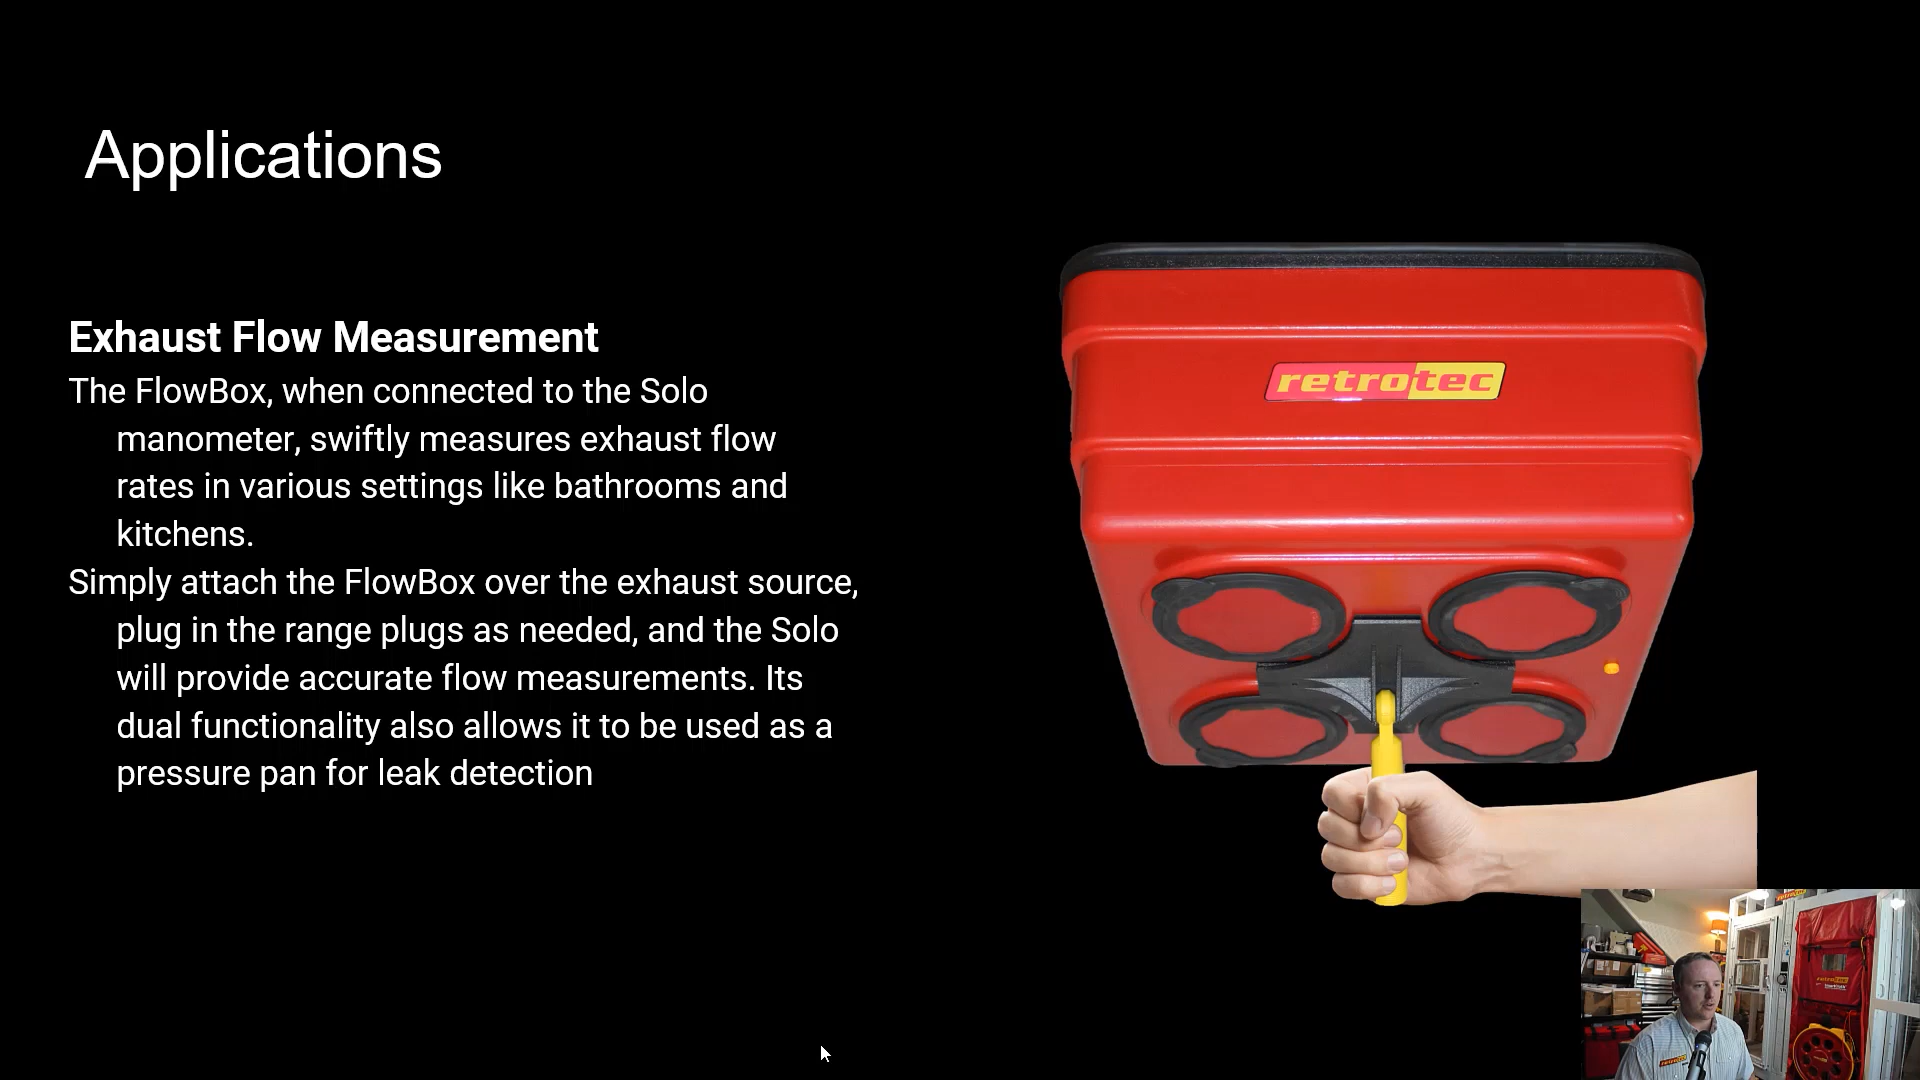 Applications
Exhaust Flow Measurement
The FlowBox, when connected to the Solo
manometer, swiftly measures exhaust flow
rates in various settings like bathrooms and
kitchens.
Simply attach the FlowBox over the exhaust source,
plug in the range plugs as needed, and the Solo
will provide accurate flow measurements. Its
dual functionality also allows it to be used as a
pressure pan for leak detection
retrotec
retrotec
retrotec